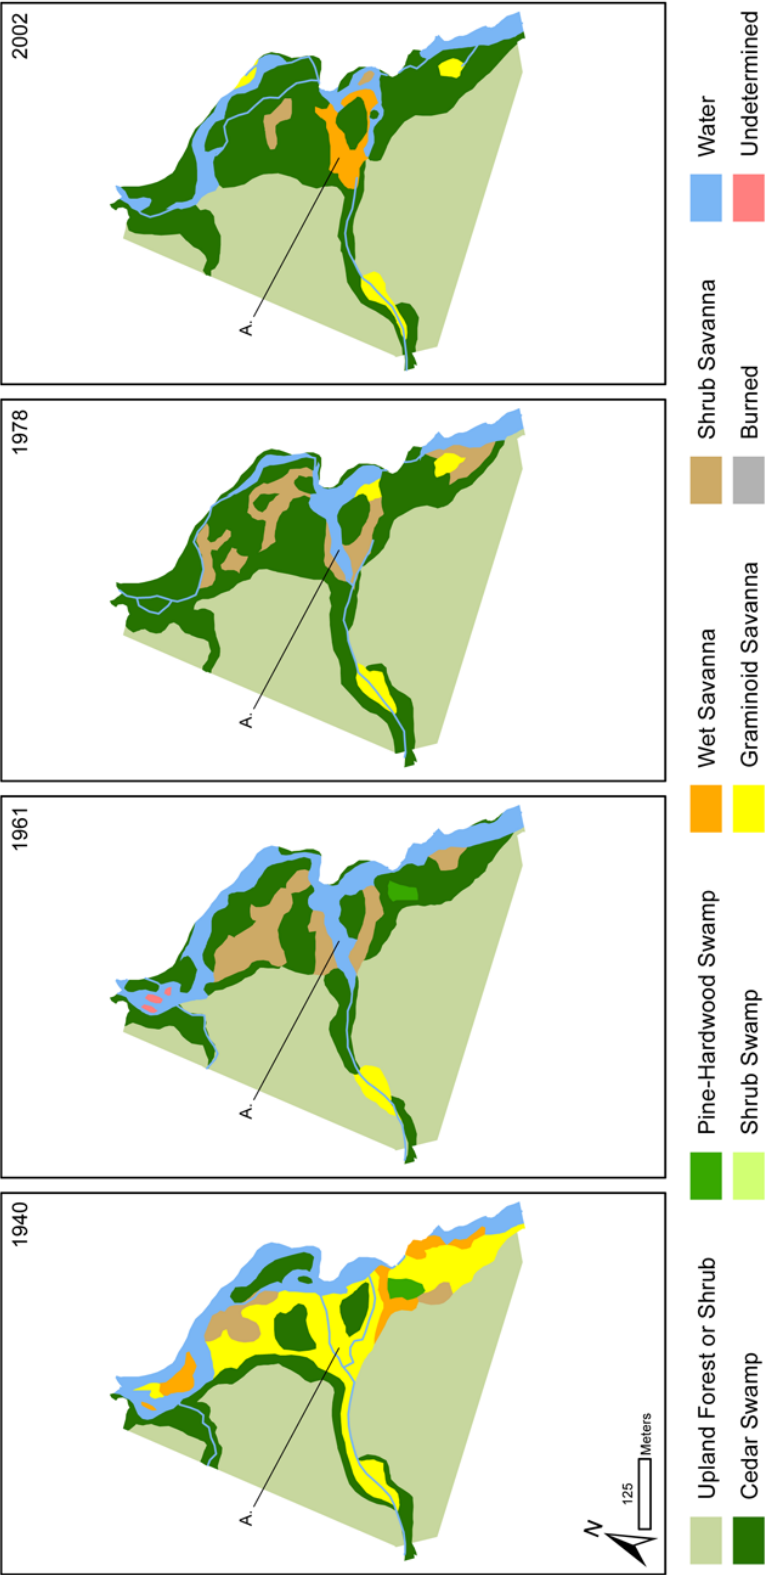 1940
A.
N
125
Meters
1961
A.
1978
A.
2002
A.
Upland Forest or Shrub
Cedar Swamp
Pine-Hardwood Swamp
Shrub Swamp
Wet Savanna
Graminoid Savanna
Shrub Savanna
Burned
Water
Undetermined